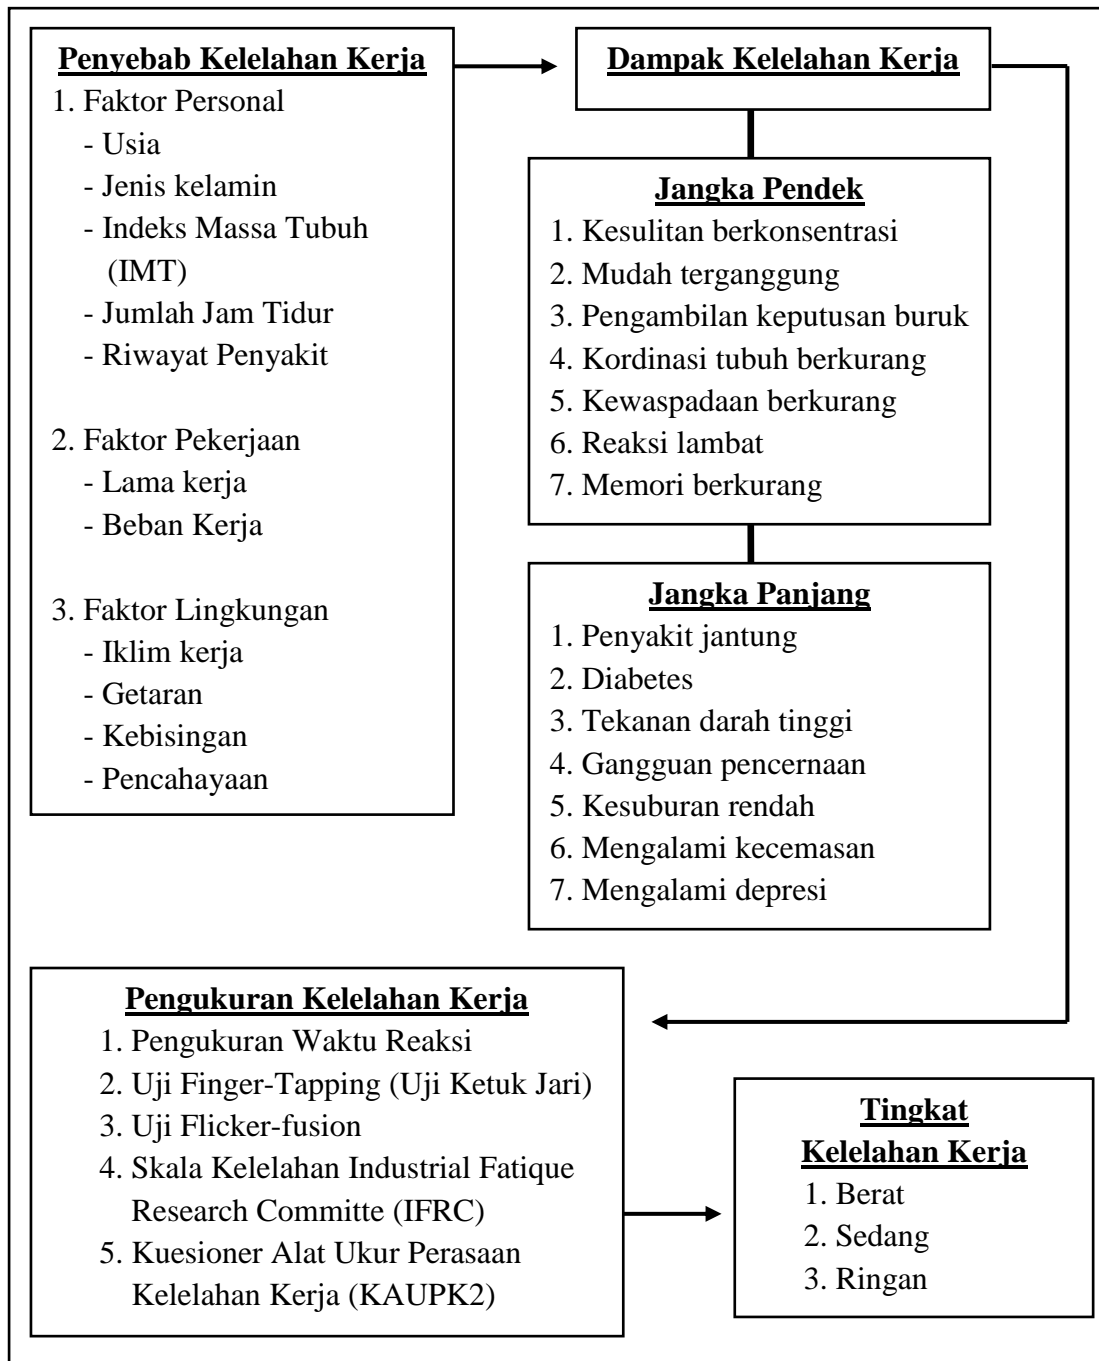 Penyebab Kelelahan Kerja
1. Faktor Personal
- Usia
- Jenis kelamin
- Indeks Massa Tubuh
(IMT)
- Jumlah Jam Tidur
- Riwayat Penyakit
2. Faktor Pekerjaan
- Lama kerja
- Beban Kerja
3. Faktor Lingkungan
- Iklim kerja
- Getaran
- Kebisingan
- Pencahayaan
Dampak Kelelahan Kerja
Jangka Pendek
1. Kesulitan berkonsentrasi
2. Mudah terganggung
3. Pengambilan keputusan buruk
4. Kordinasi tubuh berkurang
5. Kewaspadaan berkurang
6. Reaksi lambat
7. Memori berkurang
Jangka Panjang
1. Penyakit jantung
2. Diabetes
3. Tekanan darah tinggi
4. Gangguan pencernaan
5. Kesuburan rendah
6. Mengalami kecemasan
7. Mengalami depresi
Pengukuran Kelelahan Kerja
1. Pengukuran Waktu Reaksi
2. Uji Finger-Tapping (Uji Ketuk Jari)
3. Uji Flicker-fusion
4. Skala Kelelahan Industrial Fatique
Research Committe (IFRC)
5. Kuesioner Alat Ukur Perasaan
Kelelahan Kerja (KAUPK2)
Tingkat
Kelelahan Kerja
1. Berat
2. Sedang
3. Ringan